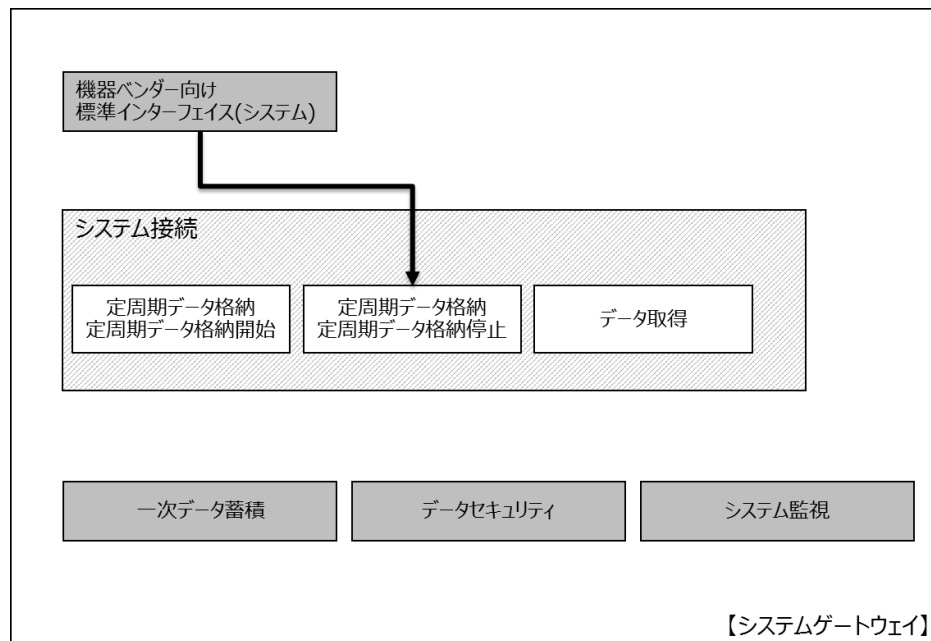 機器ベンダー向け
標準インターフェイス(システム)
システム接続
定周期データ格納
定周期データ格納開始
定周期データ格納
定周期データ格納停止
データ取得
一次データ蓄積
データセキュリティ
システム監視
【システムゲートウェイ】